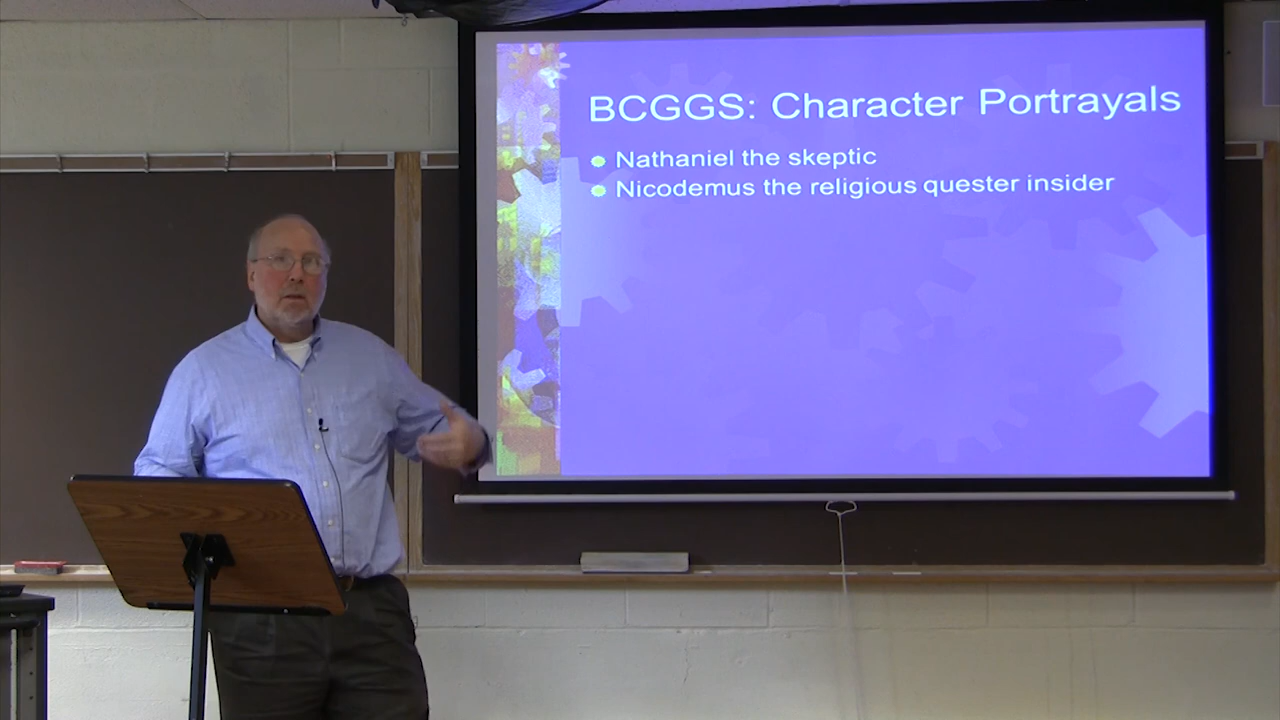 BCGGS: Character Portrayals
Nathaniel the skeptic
Nicodemus the religious quester insider